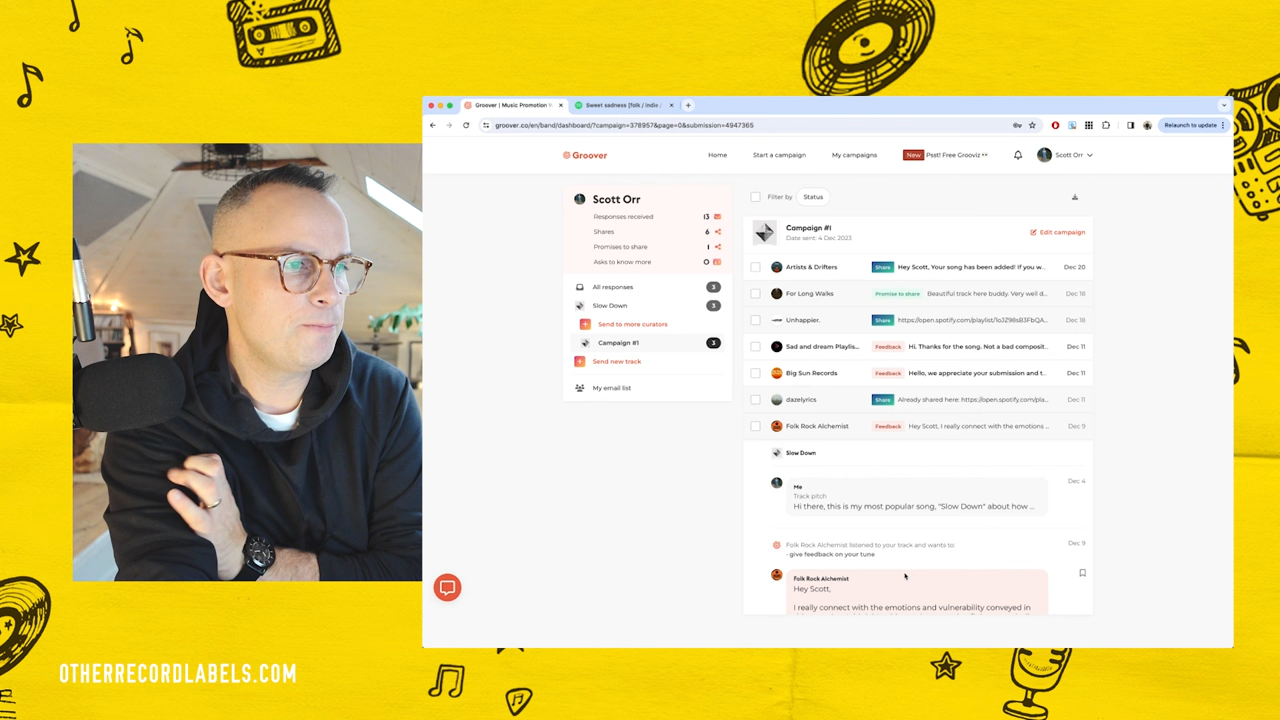 Groover | Music Promotion W
Sweet sadness [folk / indie /
groover.co/en/band/dashboard/?campaign=378957&page=0&submission=4947365
Relaunch to update
Groover
Home
Start a campaign
My campaigns
New
Psst! Free Grooviz
Scott Orr
Scott Orr
Responses received 13
Shares 6
Promises to share 1
Asks to know more 0
All responses 3
Slow Down 3
Send to more curators
Campaign #1 3
Send new track
My email list
Filter by Status
Campaign #1
Date sent: 4 Dec 2023
Edit campaign
Artists & Drifters Share Hey Scott, Your song has been added! If you w... Dec 20
For Long Walks Promise to share Beautiful track here buddy. Very well d... Dec 18
Unhappier. Share https://open.spotify.com/playlist/1oJZ98sB3FbQA... Dec 18
Sad and dream Playlis... Feedback Hi. Thanks for the song. Not a bad composit... Dec 11
Big Sun Records Feedback Hello, we appreciate your submission and t... Dec 11
dazelyrics Share Already shared here: https://open.spotify.com/pla... Dec 11
Folk Rock Alchemist Feedback Hey Scott, I really connect with the emotions ... Dec 9
Slow Down
Me
Dec 4
Track pitch
Hi there, this is my most popular song, "Slow Down" about how ...
Folk Rock Alchemist listened to your track and wants to: Dec 9
- give feedback on your tune
Folk Rock Alchemist
Hey Scott,
I really connect with the emotions and vulnerability conveyed in
OTHERRECORDLABELS.COM